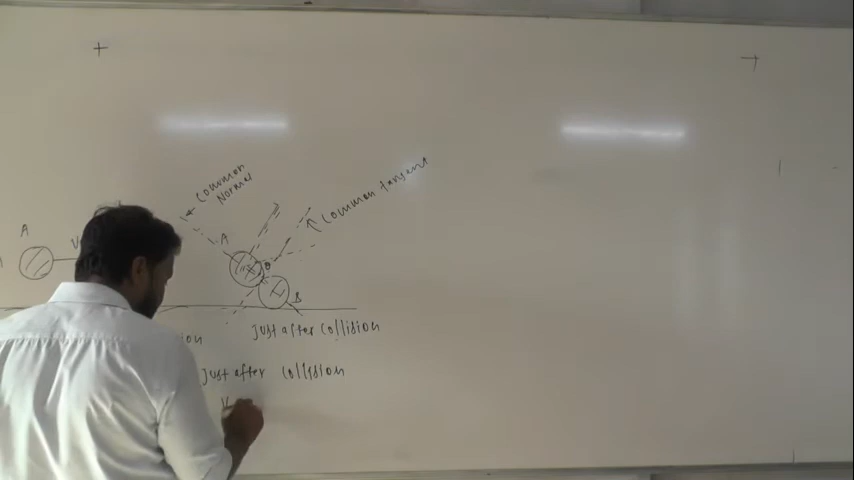 Common
Normal
Common tangent
A
A
V
θ
B
ion
Just after collision
Just after collision
V